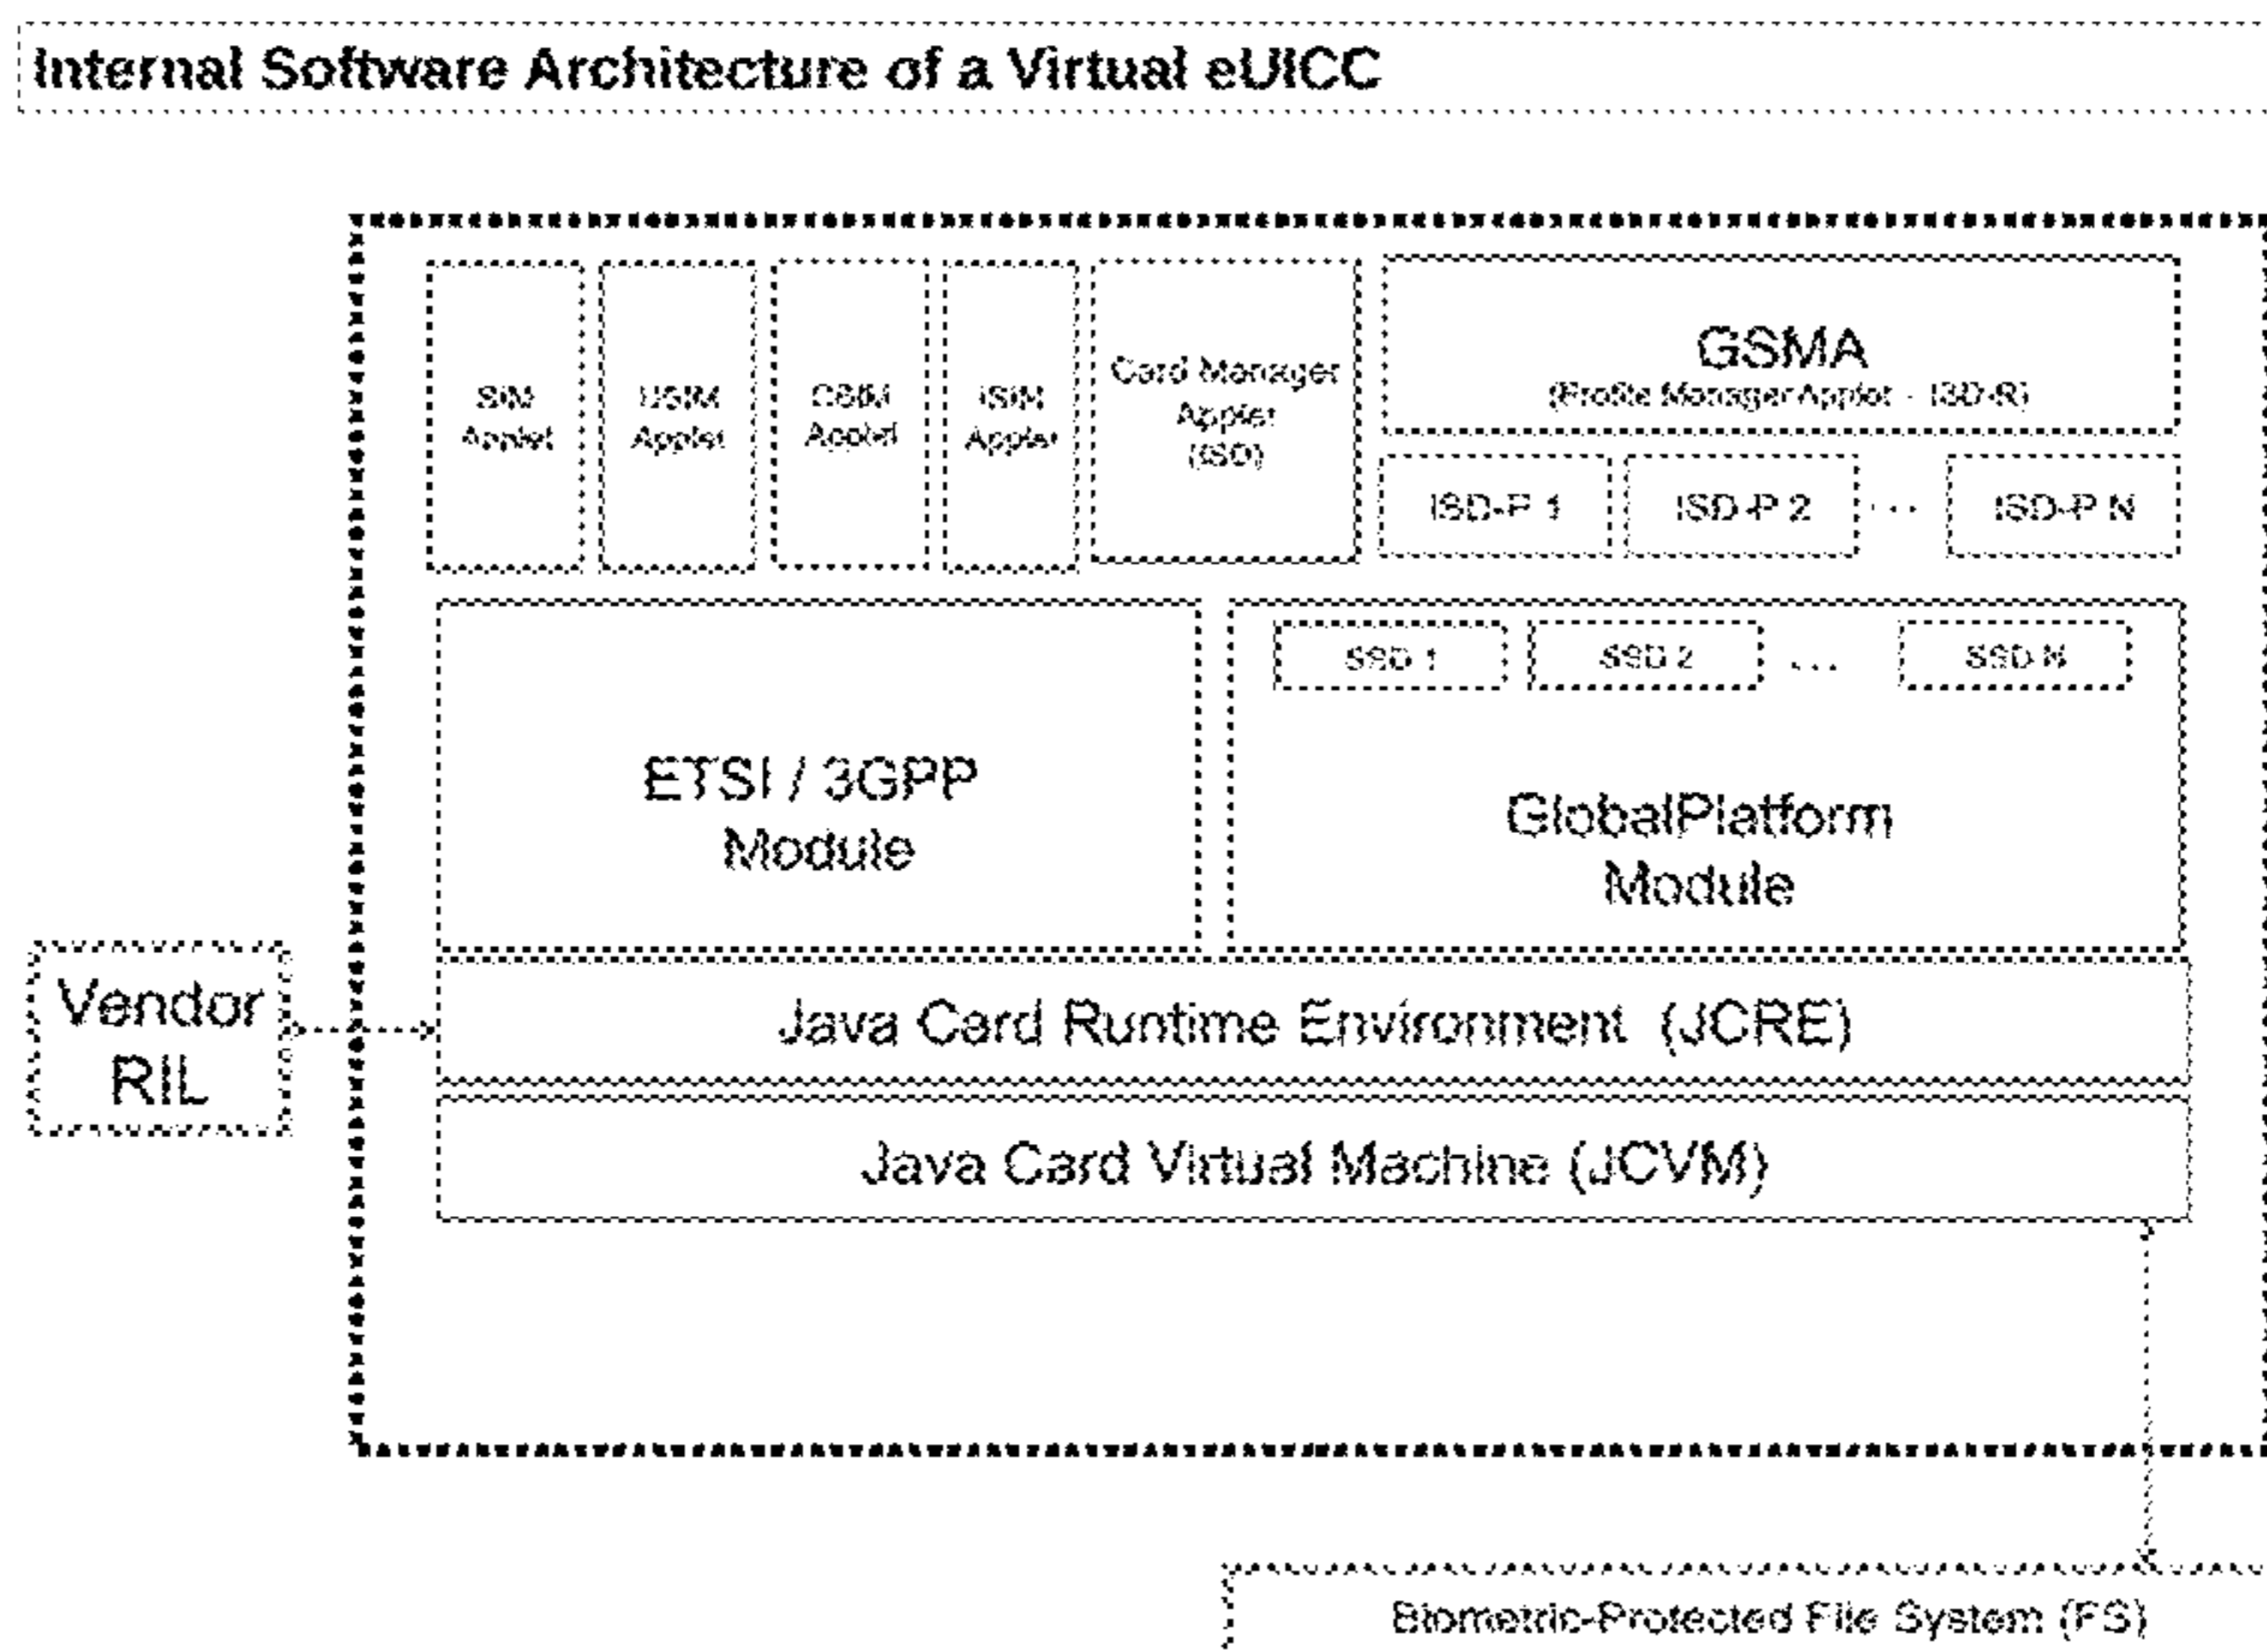 Internal Software Architecture of a Virtual eUICC
SIM
Applet
USIM
Applet
CSIM
Applet
ISIM
Applet
Card Manager
Applet
(ISD)
GSMA
(Profile Manager Applet - ISD-R)
ISD-P 1
ISD-P 2
...
ISD-P N
SSD 1
SSD 2
...
SSD N
ETSI / 3GPP
Module
GlobalPlatform
Module
Vendor
RIL
Java Card Runtime Environment (JCRE)
Java Card Virtual Machine (JCVM)
Biometric-Protected File System (FS)